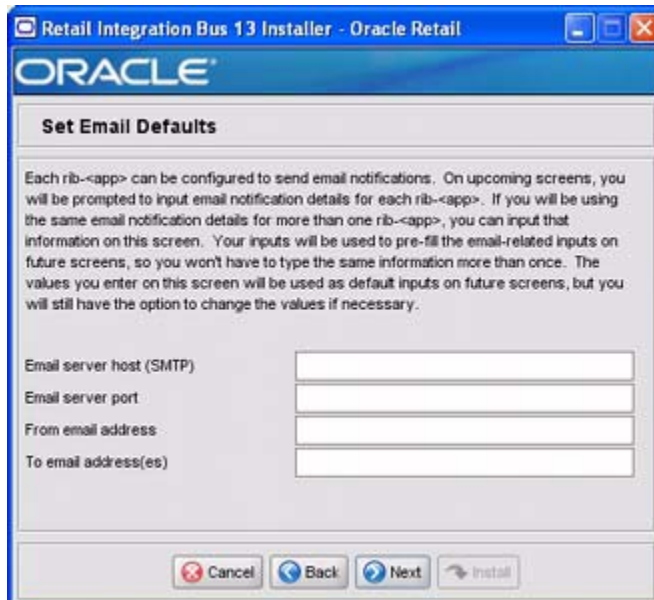 Retail Integration Bus 13 Installer - Oracle Retail
ORACLE
Set Email Defaults
Each rib-<app> can be configured to send email notifications. On upcoming screens, you
will be prompted to input email notification details for each rib-<app>. If you will be using
the same email notification details for more than one rib-<app>, you can input that
information on this screen. Your inputs will be used to pre-fill the email-related inputs on
future screens, so you won't have to type the same information more than once. The
values you enter on this screen will be used as default inputs on future screens, but you
will still have the option to change the values if necessary.
Email server host (SMTP)
Email server port
From email address
To email address(es)
Cancel Back Next Install